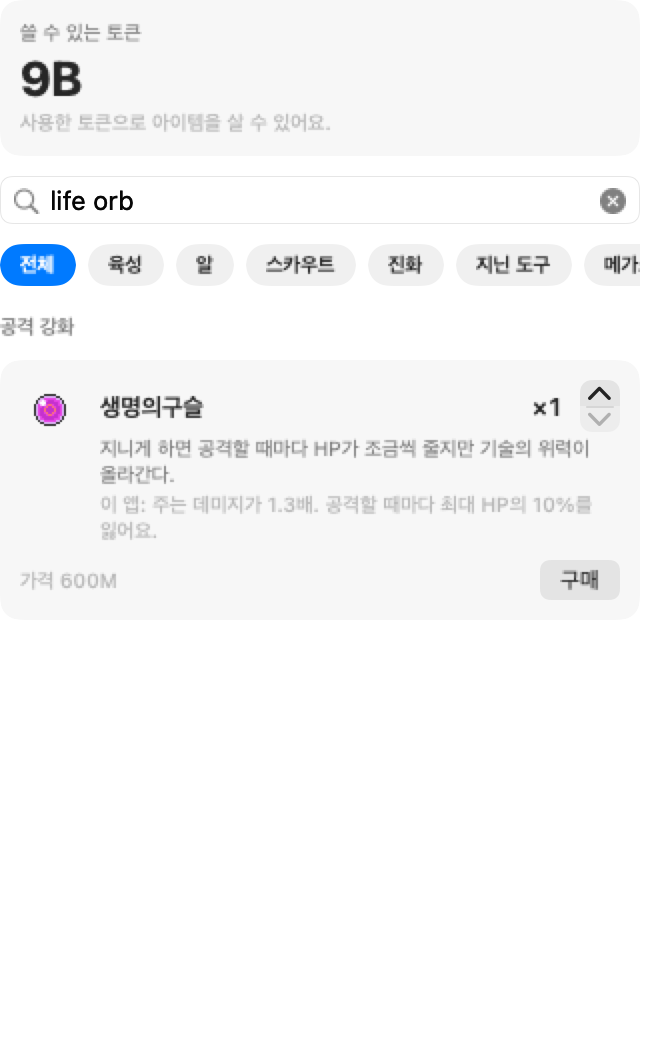 쓸 수 있는 토큰
9B
사용한 토큰으로 아이템을 살 수 있어요.
life orb
전체 육성 알 스카우트 진화 지닌 도구 메가
공격 강화
생명의구슬 ×1
지니게 하면 공격할 때마다 HP가 조금씩 줄지만 기술의 위력이
올라간다.
이 앱: 주는 데미지가 1.3배. 공격할 때마다 최대 HP의 10%를
잃어요.
가격 600M 구매